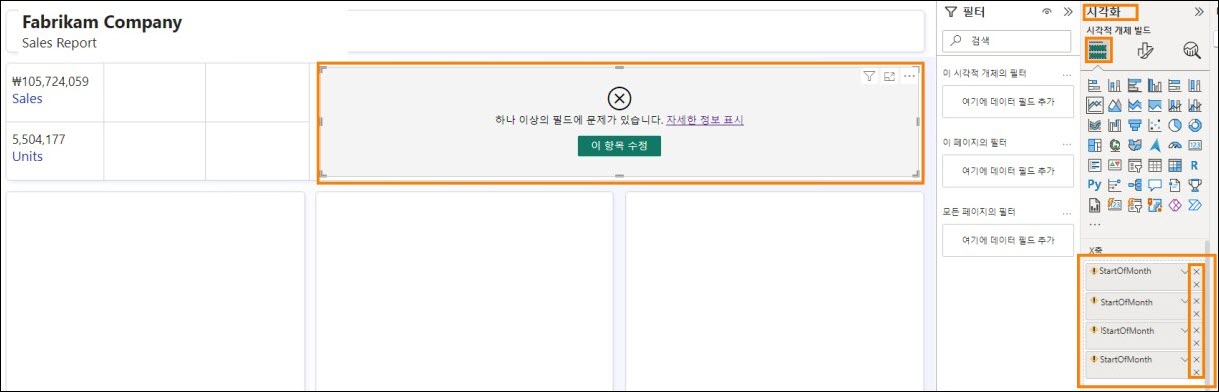 Fabrikam Company
Sales Report
₩105,724,059
Sales
5,504,177
Units
하나 이상의 필드에 문제가 있습니다. 자세한 정보 표시
이 항목 수정
필터
검색
이 시각적 개체의 필터
여기에 데이터 필드 추가
이 페이지의 필터
여기에 데이터 필드 추가
모든 페이지의 필터
여기에 데이터 필드 추가
시각화
시각적 개체 빌드
123
R
Py
X축
StartOfMonth
StartOfMonth
!StartOfMonth
StartOfMonth